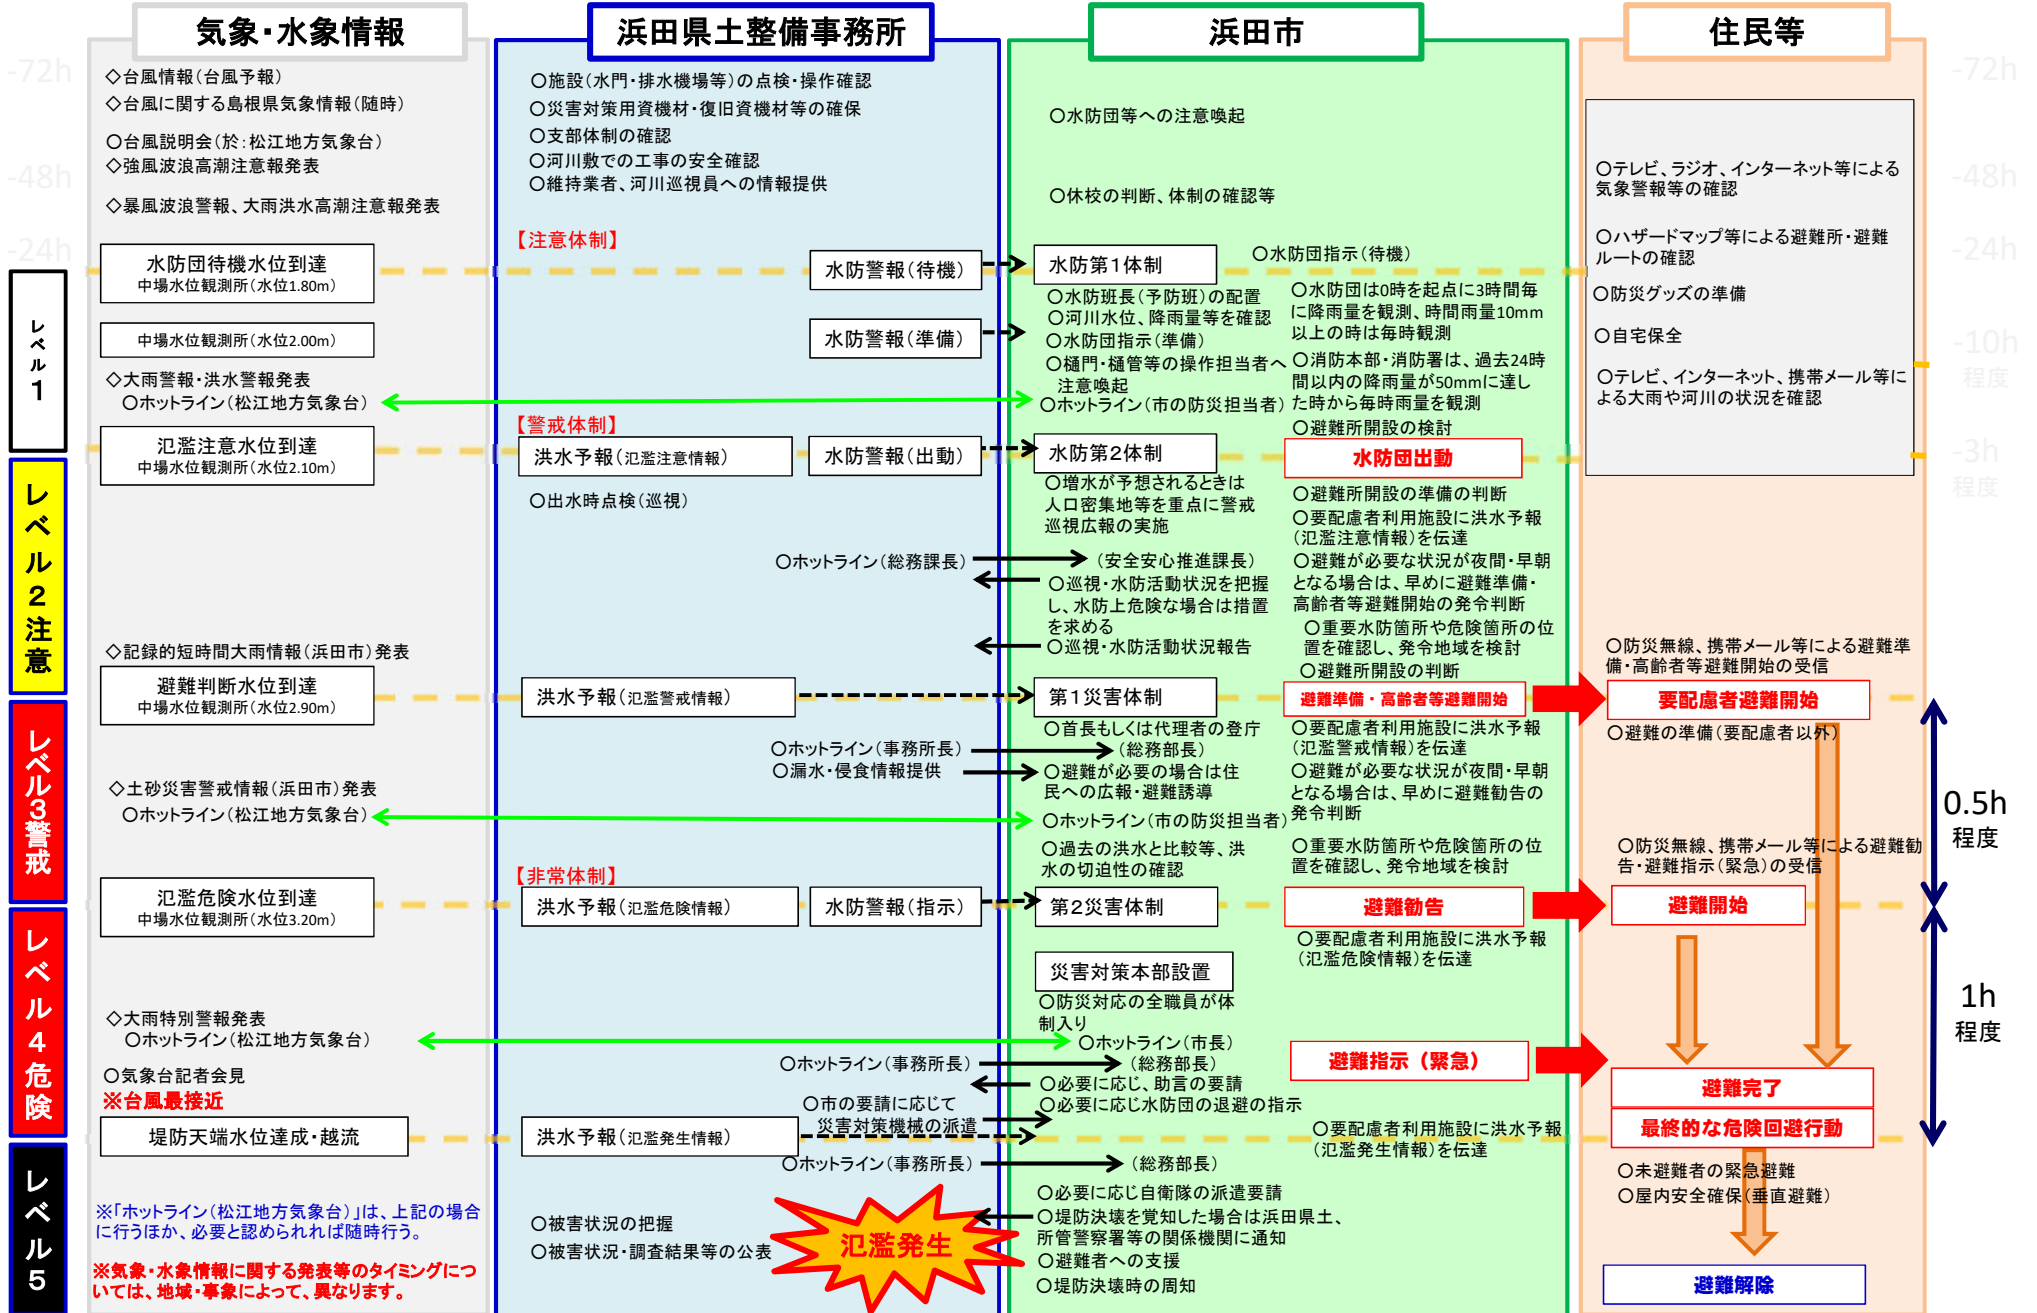 気象・水象情報
浜田県土整備事務所
浜田市
住民等
-72h
-48h
-24h
レベル1
レベル2注意
レベル3警戒
レベル4危険
レベル5
◇台風情報(台風予報)
◇台風に関する島根県気象情報(随時)
○台風説明会(於:松江地方気象台)
◇強風波浪高潮注意報発表
◇暴風波浪警報、大雨洪水高潮注意報発表
水防団待機水位到達
中場水位観測所(水位1.80m)
中場水位観測所(水位2.00m)
◇大雨警報・洪水警報発表
○ホットライン(松江地方気象台)
氾濫注意水位到達
中場水位観測所(水位2.10m)
◇記録的短時間大雨情報(浜田市)発表
避難判断水位到達
中場水位観測所(水位2.90m)
◇土砂災害警戒情報(浜田市)発表
○ホットライン(松江地方気象台)
氾濫危険水位到達
中場水位観測所(水位3.20m)
◇大雨特別警報発表
○ホットライン(松江地方気象台)
○気象台記者会見
※台風最接近
堤防天端水位達成・越流
※「ホットライン(松江地方気象台)」は、上記の場合
に行うほか、必要と認められれば随時行う。
※気象・水象情報に関する発表等のタイミングにつ
いては、地域・事象によって、異なります。
○施設(水門・排水機場等)の点検・操作確認
○災害対策用資機材・復旧資機材等の確保
○支部体制の確認
○河川敷での工事の安全確認
○維持業者、河川巡視員への情報提供
【注意体制】
水防警報(待機)
水防警報(準備)
【警戒体制】
洪水予報(氾濫注意情報)
水防警報(出動)
○出水時点検(巡視)
○ホットライン(総務課長)
洪水予報(氾濫警戒情報)
○ホットライン(事務所長)
○漏水・侵食情報提供
【非常体制】
洪水予報(氾濫危険情報)
水防警報(指示)
○ホットライン(事務所長)
○市の要請に応じて
災害対策機械の派遣
洪水予報(氾濫発生情報)
○ホットライン(事務所長)
○被害状況の把握
○被害状況・調査結果等の公表
氾濫発生
○水防団等への注意喚起
○休校の判断、体制の確認等
水防第1体制
○水防班長(予防班)の配置
○河川水位、降雨量等を確認
○水防団指示(準備)
○樋門・樋管等の操作担当者へ
注意喚起
○ホットライン(市の防災担当者)
水防第2体制
○増水が予想されるときは
人口密集地等を重点に警戒
巡視広報の実施
(安全安心推進課長)
○巡視・水防活動状況を把握
し、水防上危険な場合は措置
を求める
○巡視・水防活動状況報告
第1災害体制
○首長もしくは代理者の登庁
(総務部長)
○避難が必要の場合は住
民への広報・避難誘導
○ホットライン(市の防災担当者)
○過去の洪水と比較等、洪
水の切迫性の確認
第2災害体制
災害対策本部設置
○防災対応の全職員が体
制入り
○ホットライン(市長)
(総務部長)
○必要に応じ、助言の要請
○必要に応じ水防団の退避の指示
(総務部長)
○必要に応じ自衛隊の派遣要請
○堤防決壊を覚知した場合は浜田県土、
所管警察署等の関係機関に通知
○避難者への支援
○堤防決壊時の周知
○水防団指示(待機)
○水防団は0時を起点に3時間毎
に降雨量を観測、時間雨量10mm
以上の時は毎時観測
○消防本部・消防署は、過去24時
間以内の降雨量が50mmに達し
た時から毎時雨量を観測
○避難所開設の検討
水防団出動
○避難所開設の準備の判断
○要配慮者利用施設に洪水予報
(氾濫注意情報)を伝達
○避難が必要な状況が夜間・早朝
となる場合は、早めに避難準備・
高齢者等避難開始の発令判断
○重要水防箇所や危険箇所の位
置を確認し、発令地域を検討
○避難所開設の判断
避難準備・高齢者等避難開始
○要配慮者利用施設に洪水予報
(氾濫警戒情報)を伝達
○避難が必要な状況が夜間・早朝
となる場合は、早めに避難勧告の
発令判断
○重要水防箇所や危険箇所の位
置を確認し、発令地域を検討
避難勧告
○要配慮者利用施設に洪水予報
(氾濫危険情報)を伝達
避難指示(緊急)
○要配慮者利用施設に洪水予報
(氾濫発生情報)を伝達
○テレビ、ラジオ、インターネット等による
気象警報等の確認
○ハザードマップ等による避難所・避難
ルートの確認
○防災グッズの準備
○自宅保全
○テレビ、インターネット、携帯メール等に
よる大雨や河川の状況を確認
○防災無線、携帯メール等による避難準
備・高齢者等避難開始の受信
要配慮者避難開始
○避難の準備(要配慮者以外)
○防災無線、携帯メール等による避難勧
告・避難指示(緊急)の受信
避難開始
避難完了
最終的な危険回避行動
○未避難者の緊急避難
○屋内安全確保(垂直避難)
避難解除
-72h
-48h
-24h
-10h
程度
-3h
程度
0.5h
程度
1h
程度